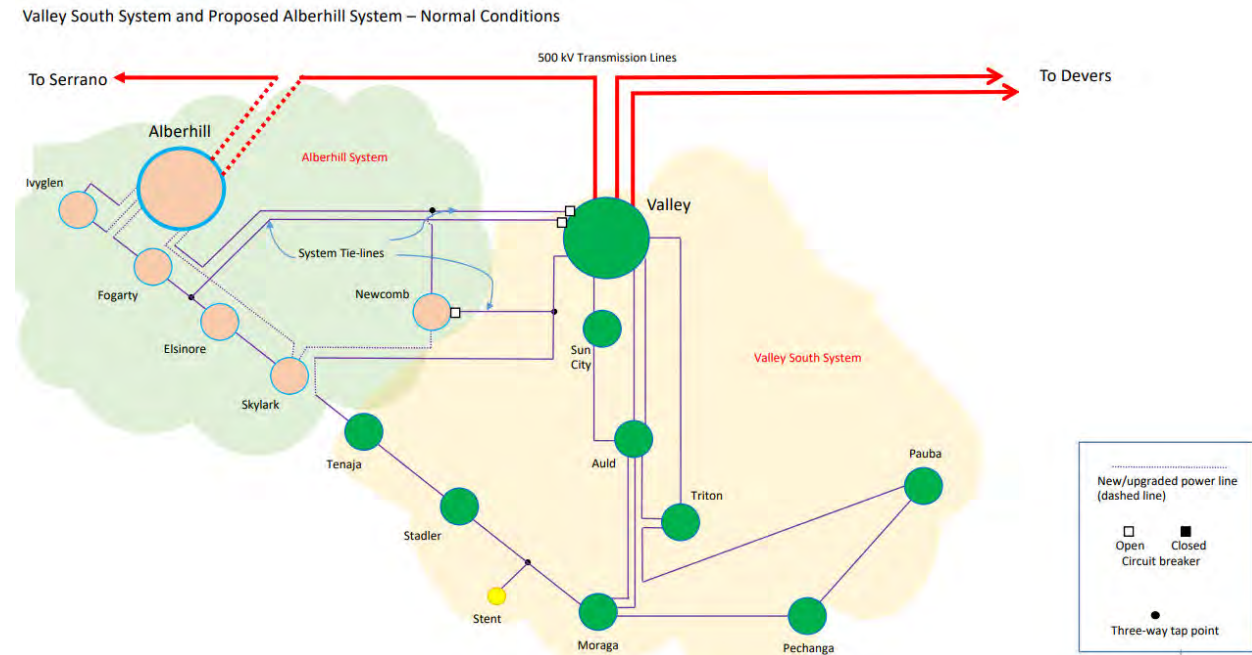 Valley South System and Proposed Alberhill System – Normal Conditions
500 kV Transmission Lines
To Serrano
To Devers
Alberhill
Alberhill System
Ivyglen
Valley
System Tie-lines
Fogarty
Newcomb
Elsinore
Sun
City
Valley South System
Skylark
Tenaja
Auld
Pauba
Triton
Stadler
Stent
Moraga
Pechanga
New/upgraded power line
(dashed line)
Open
Closed
Circuit breaker
Three-way tap point